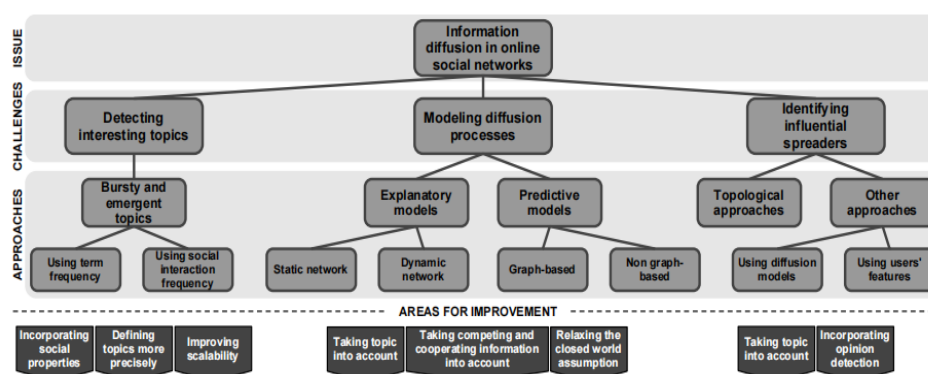 ISSUE
Information
diffusion in online
social networks
CHALLENGES
Detecting
interesting topics
Modeling diffusion
processes
Identifying
influential
spreaders
APPROACHES
Bursty and
emergent
topics
Explanatory
models
Predictive
models
Topological
approaches
Other
approaches
Using term
frequency
Using social
interaction
frequency
Static network
Dynamic
network
Graph-based
Non graph-
based
Using diffusion
models
Using users'
features
AREAS FOR IMPROVEMENT
Incorporating
social
properties
Defining
topics more
precisely
Improving
scalability
Taking topic
into account
Taking competing and
cooperating information
into account
Relaxing the
closed world
assumption
Taking topic
into account
Incorporating
opinion
detection